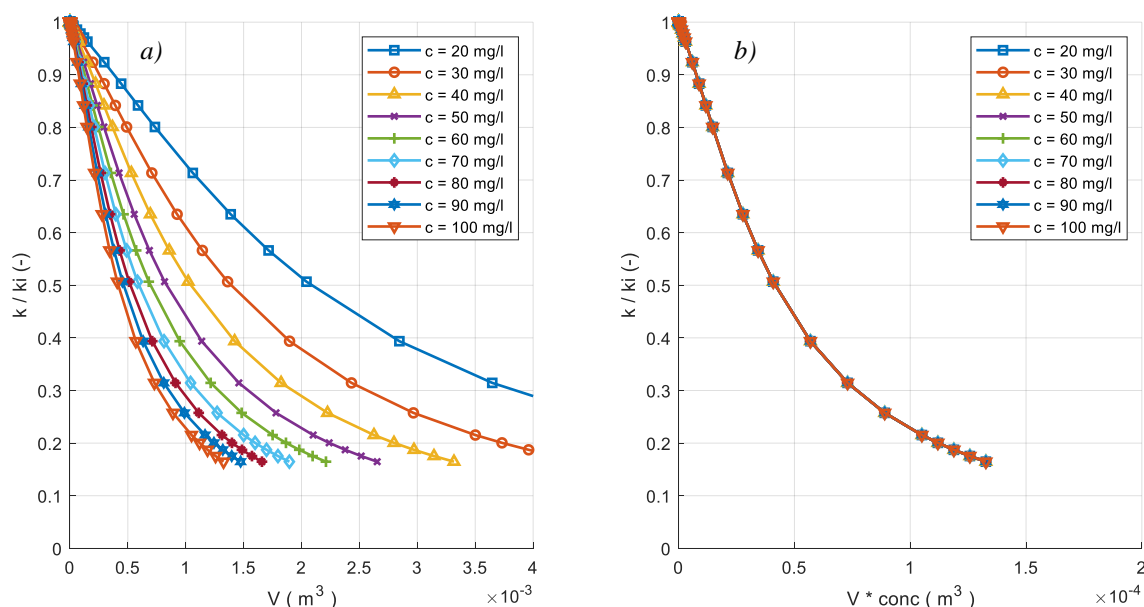 a)
c = 20 mg/l
c = 30 mg/l
c = 40 mg/l
c = 50 mg/l
c = 60 mg/l
c = 70 mg/l
c = 80 mg/l
c = 90 mg/l
c = 100 mg/l
k / ki (-)
1
0.9
0.8
0.7
0.6
0.5
0.4
0.3
0.2
0.1
0
0 0.5 1 1.5 2 2.5 3 3.5 4
V ( m³ )
×10⁻³
b)
c = 20 mg/l
c = 30 mg/l
c = 40 mg/l
c = 50 mg/l
c = 60 mg/l
c = 70 mg/l
c = 80 mg/l
c = 90 mg/l
c = 100 mg/l
k / ki (-)
1
0.9
0.8
0.7
0.6
0.5
0.4
0.3
0.2
0.1
0
0 0.5 1 1.5 2
V * conc ( m³ )
×10⁻⁴